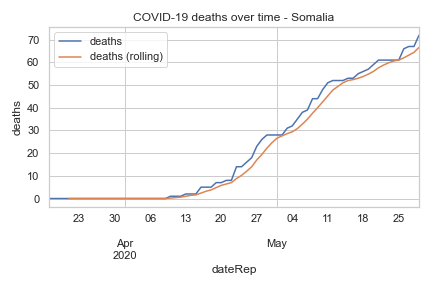 COVID-19 deaths over time - Somalia
deaths
deaths (rolling)
70
60
50
40
30
20
10
0
deaths
23 30 06 13 20 27 04 11 18 25
Apr May
2020
dateRep